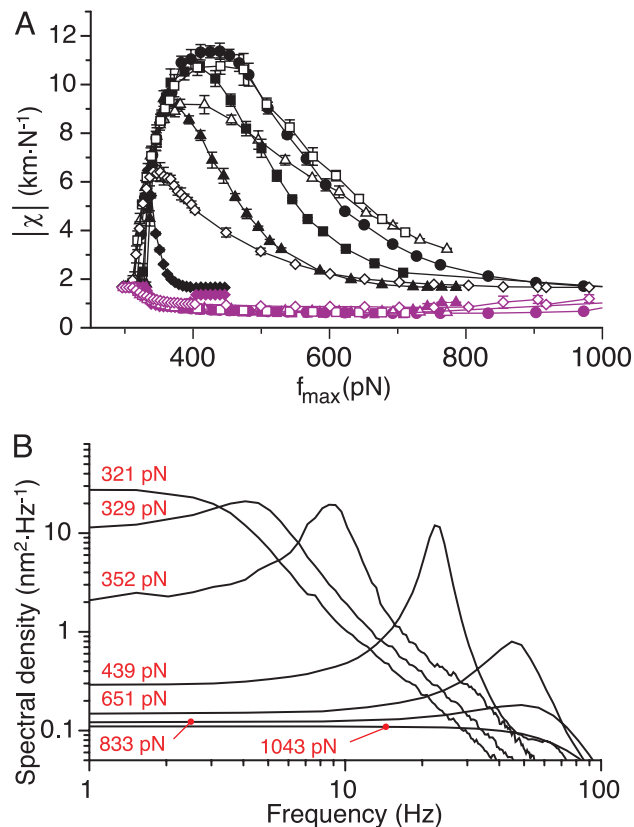 A
|χ| (km·N⁻¹)
12
10
8
6
4
2
0
400 600 800 1000
f_max(pN)
B
Spectral density (nm²·Hz⁻¹)
10
1
0.1
321 pN
329 pN
352 pN
439 pN
651 pN
833 pN
1043 pN
1 10 100
Frequency (Hz)